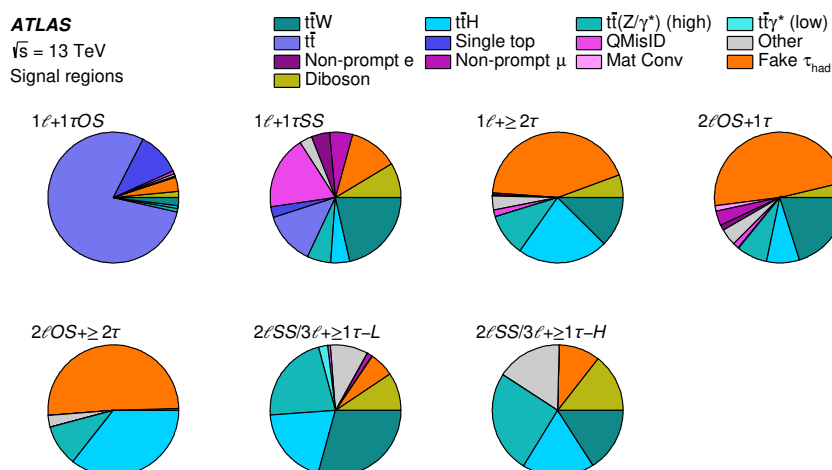 ATLAS
√s = 13 TeV
Signal regions
tt̄W tt̄H tt̄(Z/γ*) (high) tt̄γ* (low)
tt̄ Single top QMisID Other
Non-prompt e Non-prompt μ Mat Conv Fake τhad
Diboson
1ℓ+1τOS 1ℓ+1τSS 1ℓ+≥ 2τ 2ℓOS+1τ
2ℓOS+≥ 2τ 2ℓSS/3ℓ+≥1τ−L 2ℓSS/3ℓ+≥1τ−H